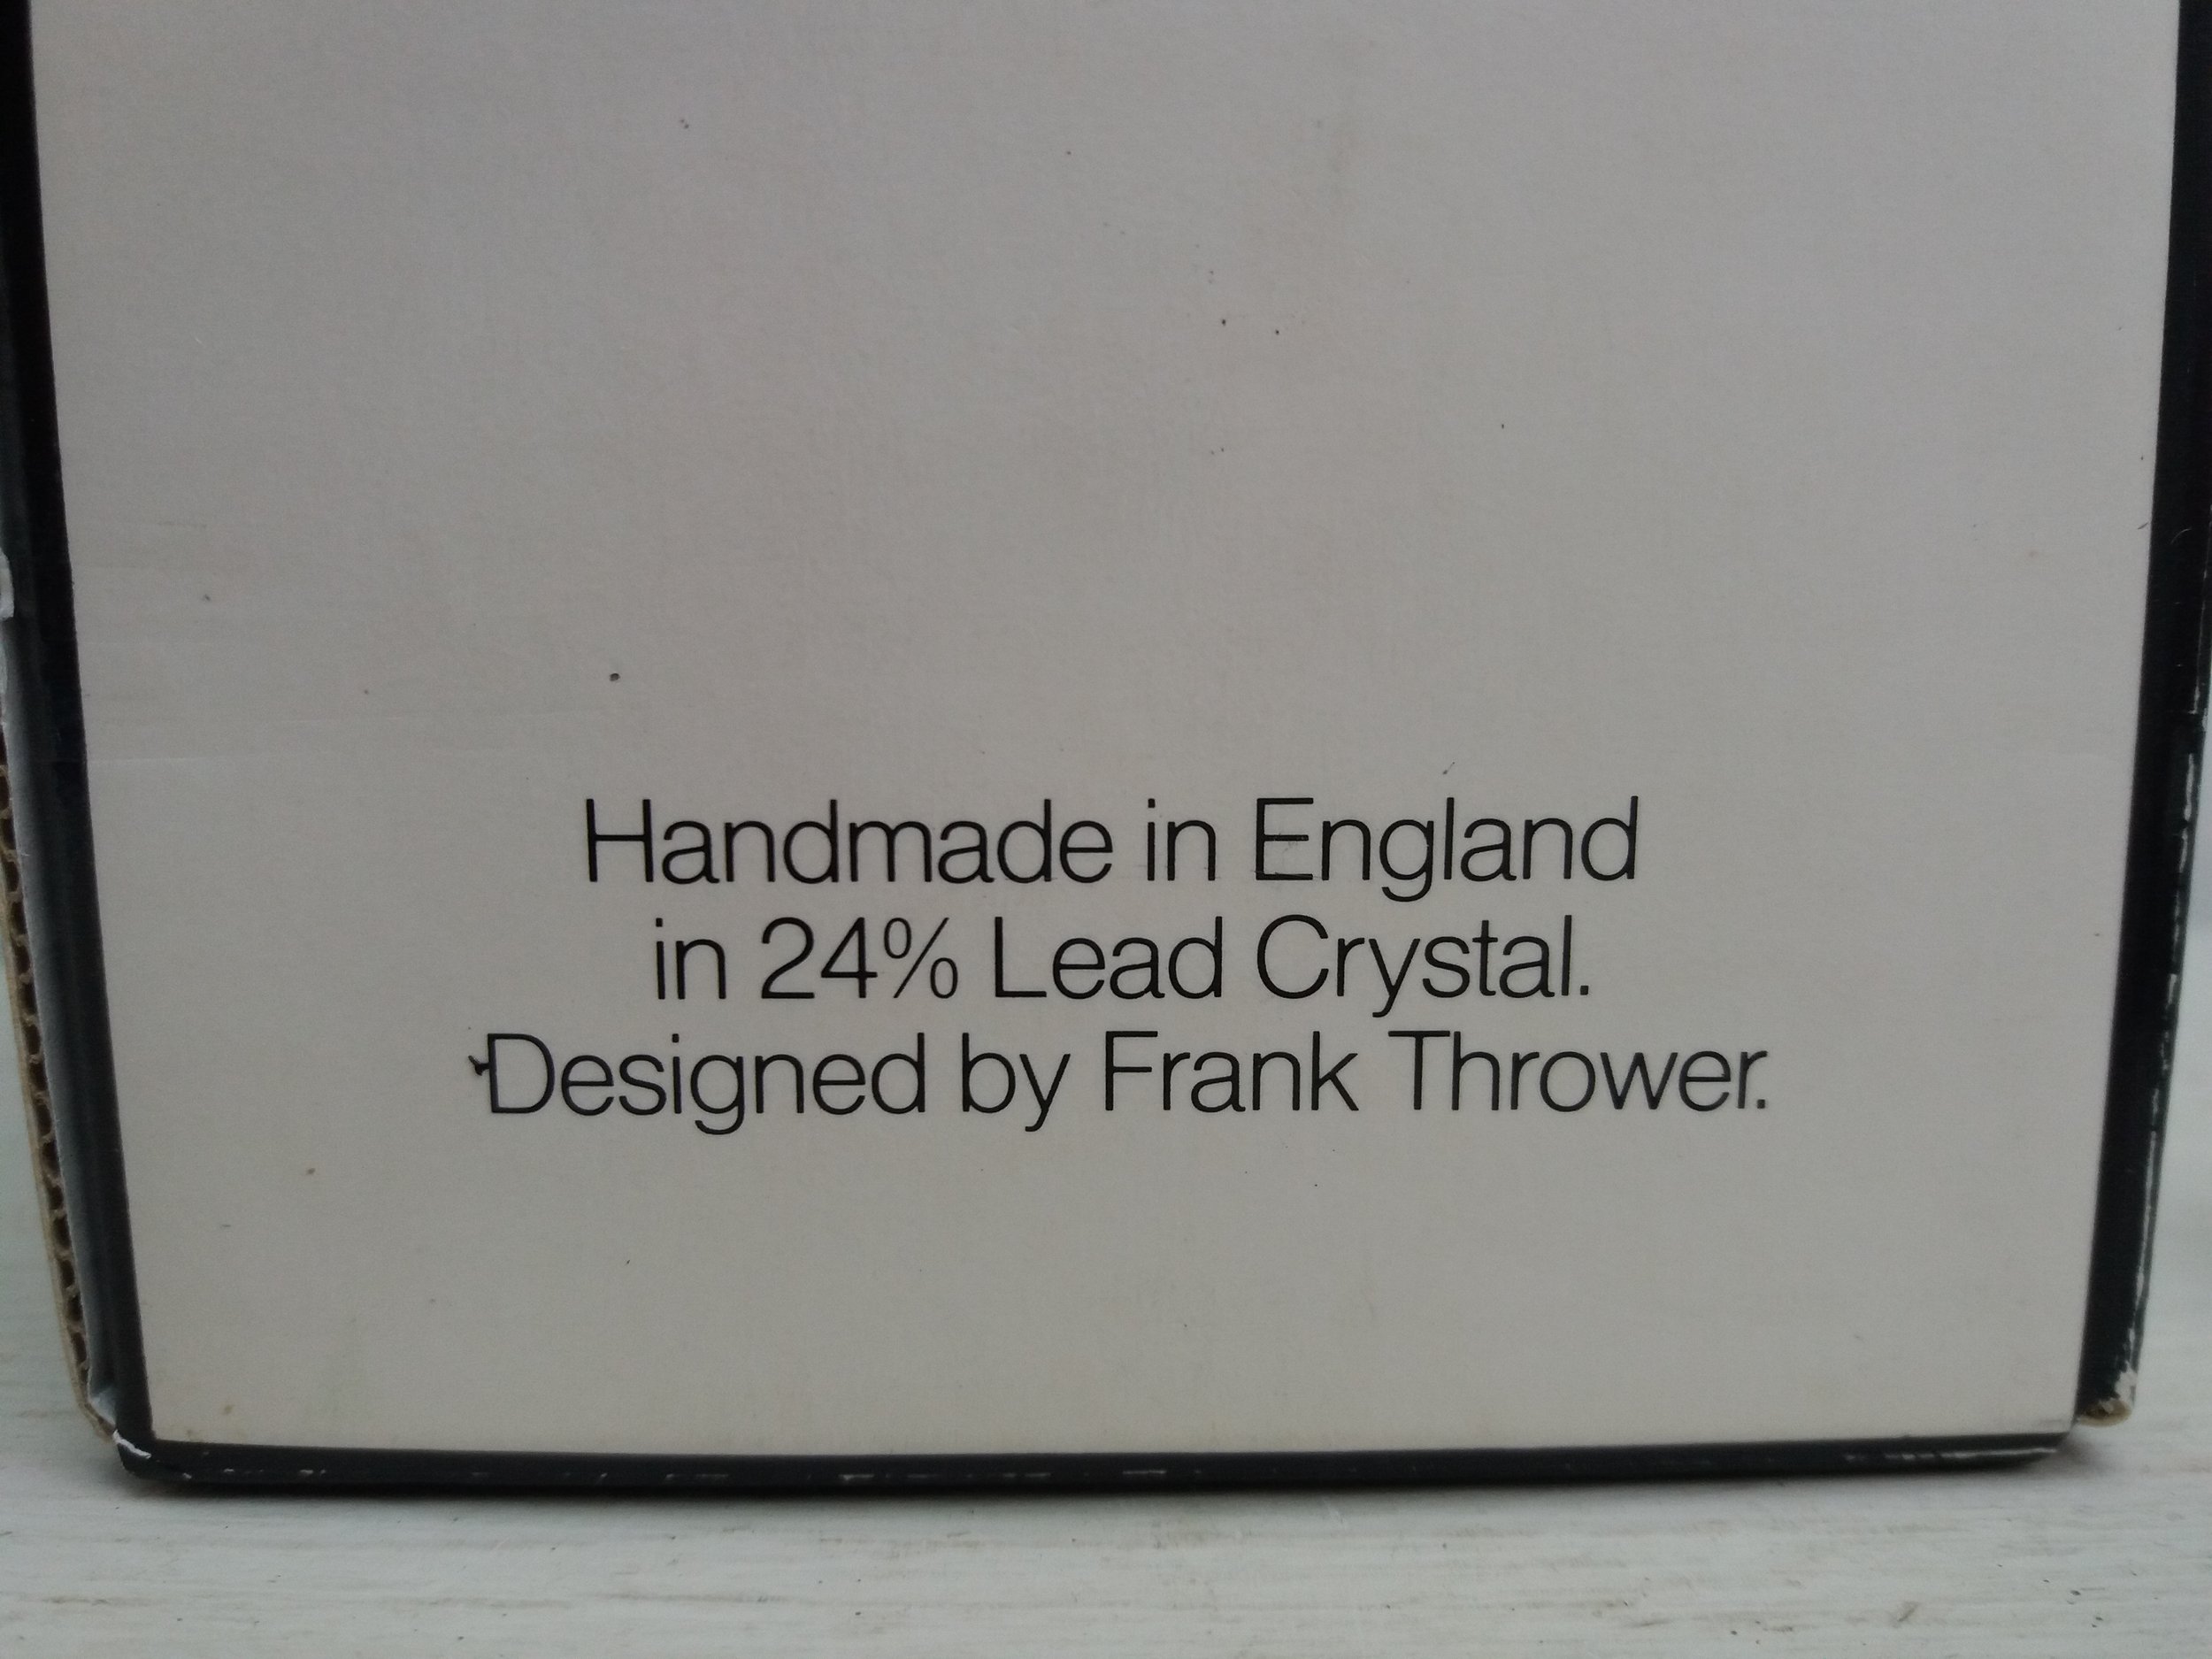 Handmade in England
in 24% Lead Crystal.
Designed by Frank Thrower.